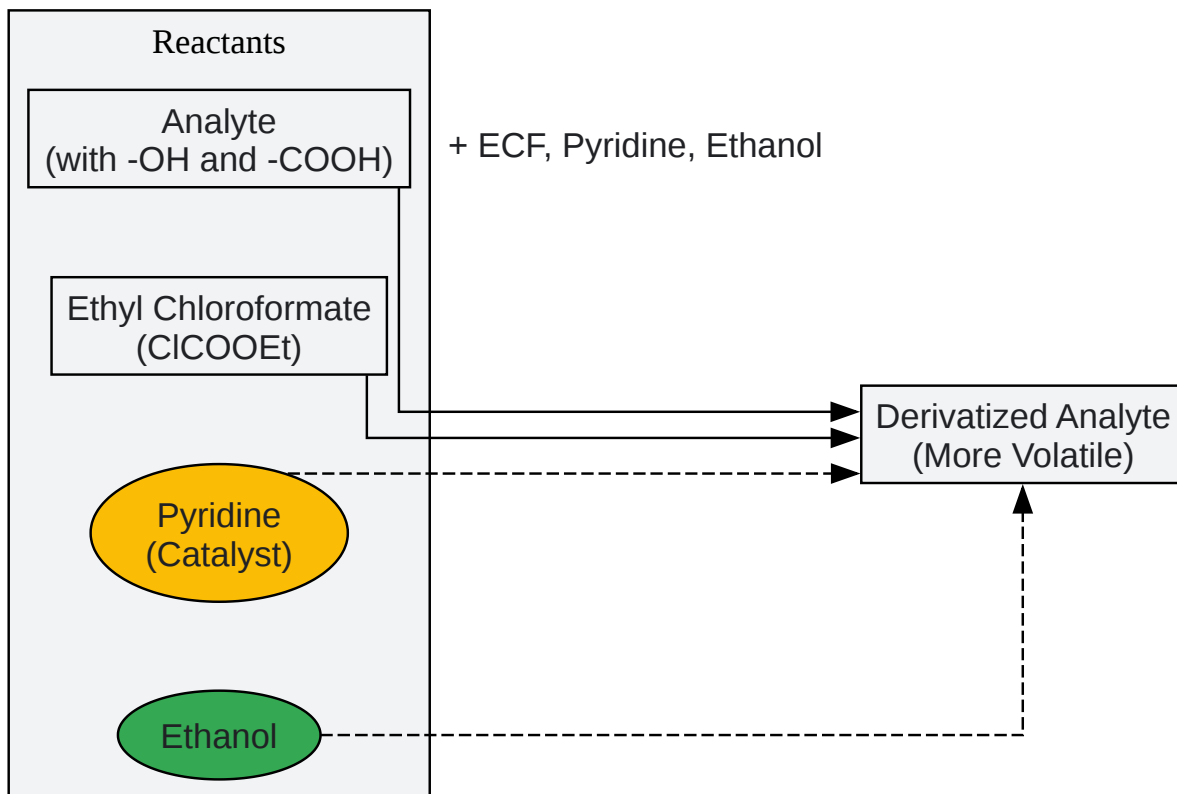 Reactants
Analyte
(with -OH and -COOH)
+ ECF, Pyridine, Ethanol
Ethyl Chloroformate
(ClCOOEt)
Derivatized Analyte
(More Volatile)
Pyridine
(Catalyst)
Ethanol